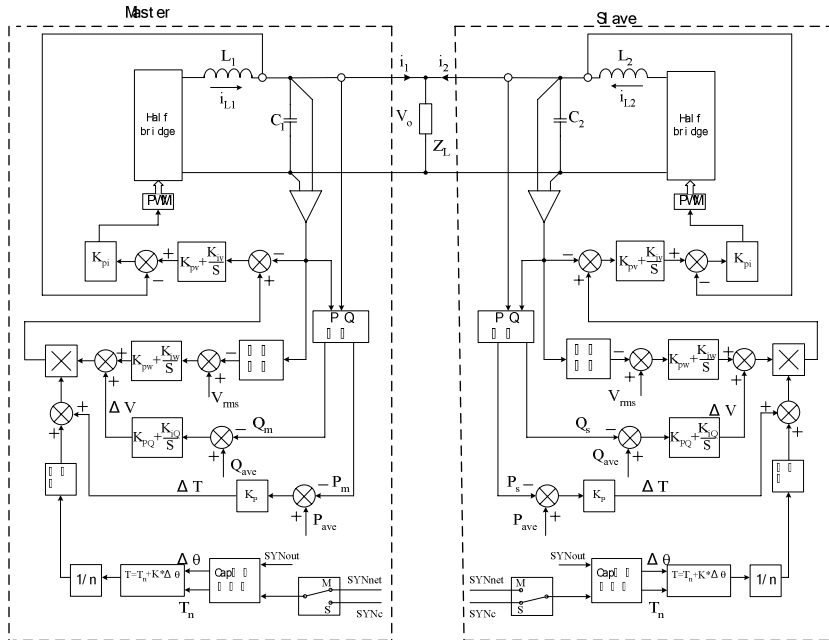 Master
Slave
L1
iL1
Half
bridge
C1
PWM
i1
i2
Vo
ZL
L2
iL2
Half
bridge
C2
PWM
Kpi
−
+
Kpv+Kiv/S
−
+
−
+
Kpv+Kiv/S
+
−
Kpi
P Q
P Q
+
+
Kpw+Kiw/S
+
−
Vrms
−
+
Vrms
Kpw+Kiw/S
+
+
+
+
ΔV
KPQ+KiQ/S
−
+
Qm
Qave
Qs
−
+
Qave
KPQ+KiQ/S
ΔV
+
+
ΔT
KP
−
+
Pm
Pave
Ps
−
+
Pave
KP
ΔT
1/n
T=Tn+K*Δθ
Δθ
Tn
Cap
SYNout
M
S
SYNnet
SYNc
SYNnet
SYNc
M
S
SYNout
Cap
Δθ
Tn
T=Tn+K*Δθ
1/n